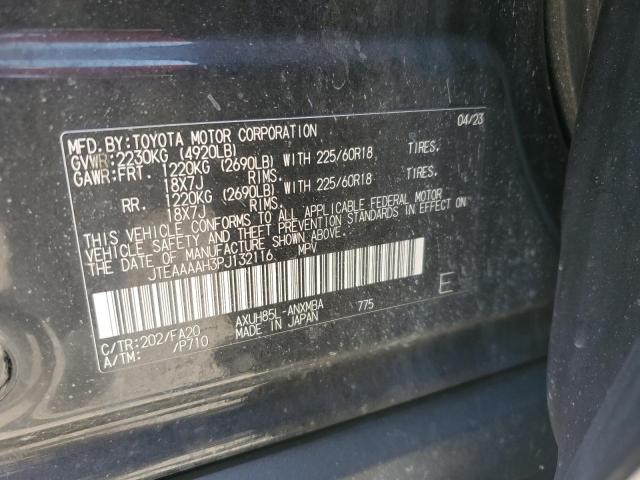 MFD. BY:TOYOTA MOTOR CORPORATION 04/23
GVWR:2230KG (4920LB)
GAWR:FRT. 1220KG (2690LB) WITH 225/60R18 TIRES.
18X7J RIMS.
RR. 1220KG (2690LB) WITH 225/60R18 TIRES.
18X7J RIMS.
THIS VEHICLE CONFORMS TO ALL APPLICABLE FEDERAL MOTOR
VEHICLE SAFETY AND THEFT PREVENTION STANDARDS IN EFFECT ON
THE DATE OF MANUFACTURE SHOWN ABOVE.
JTEAAAAH3PJ132116 MPV
E
C/TR:202/FA20 AXUH85L-ANXMBA 775
A/TM: /P710 MADE IN JAPAN